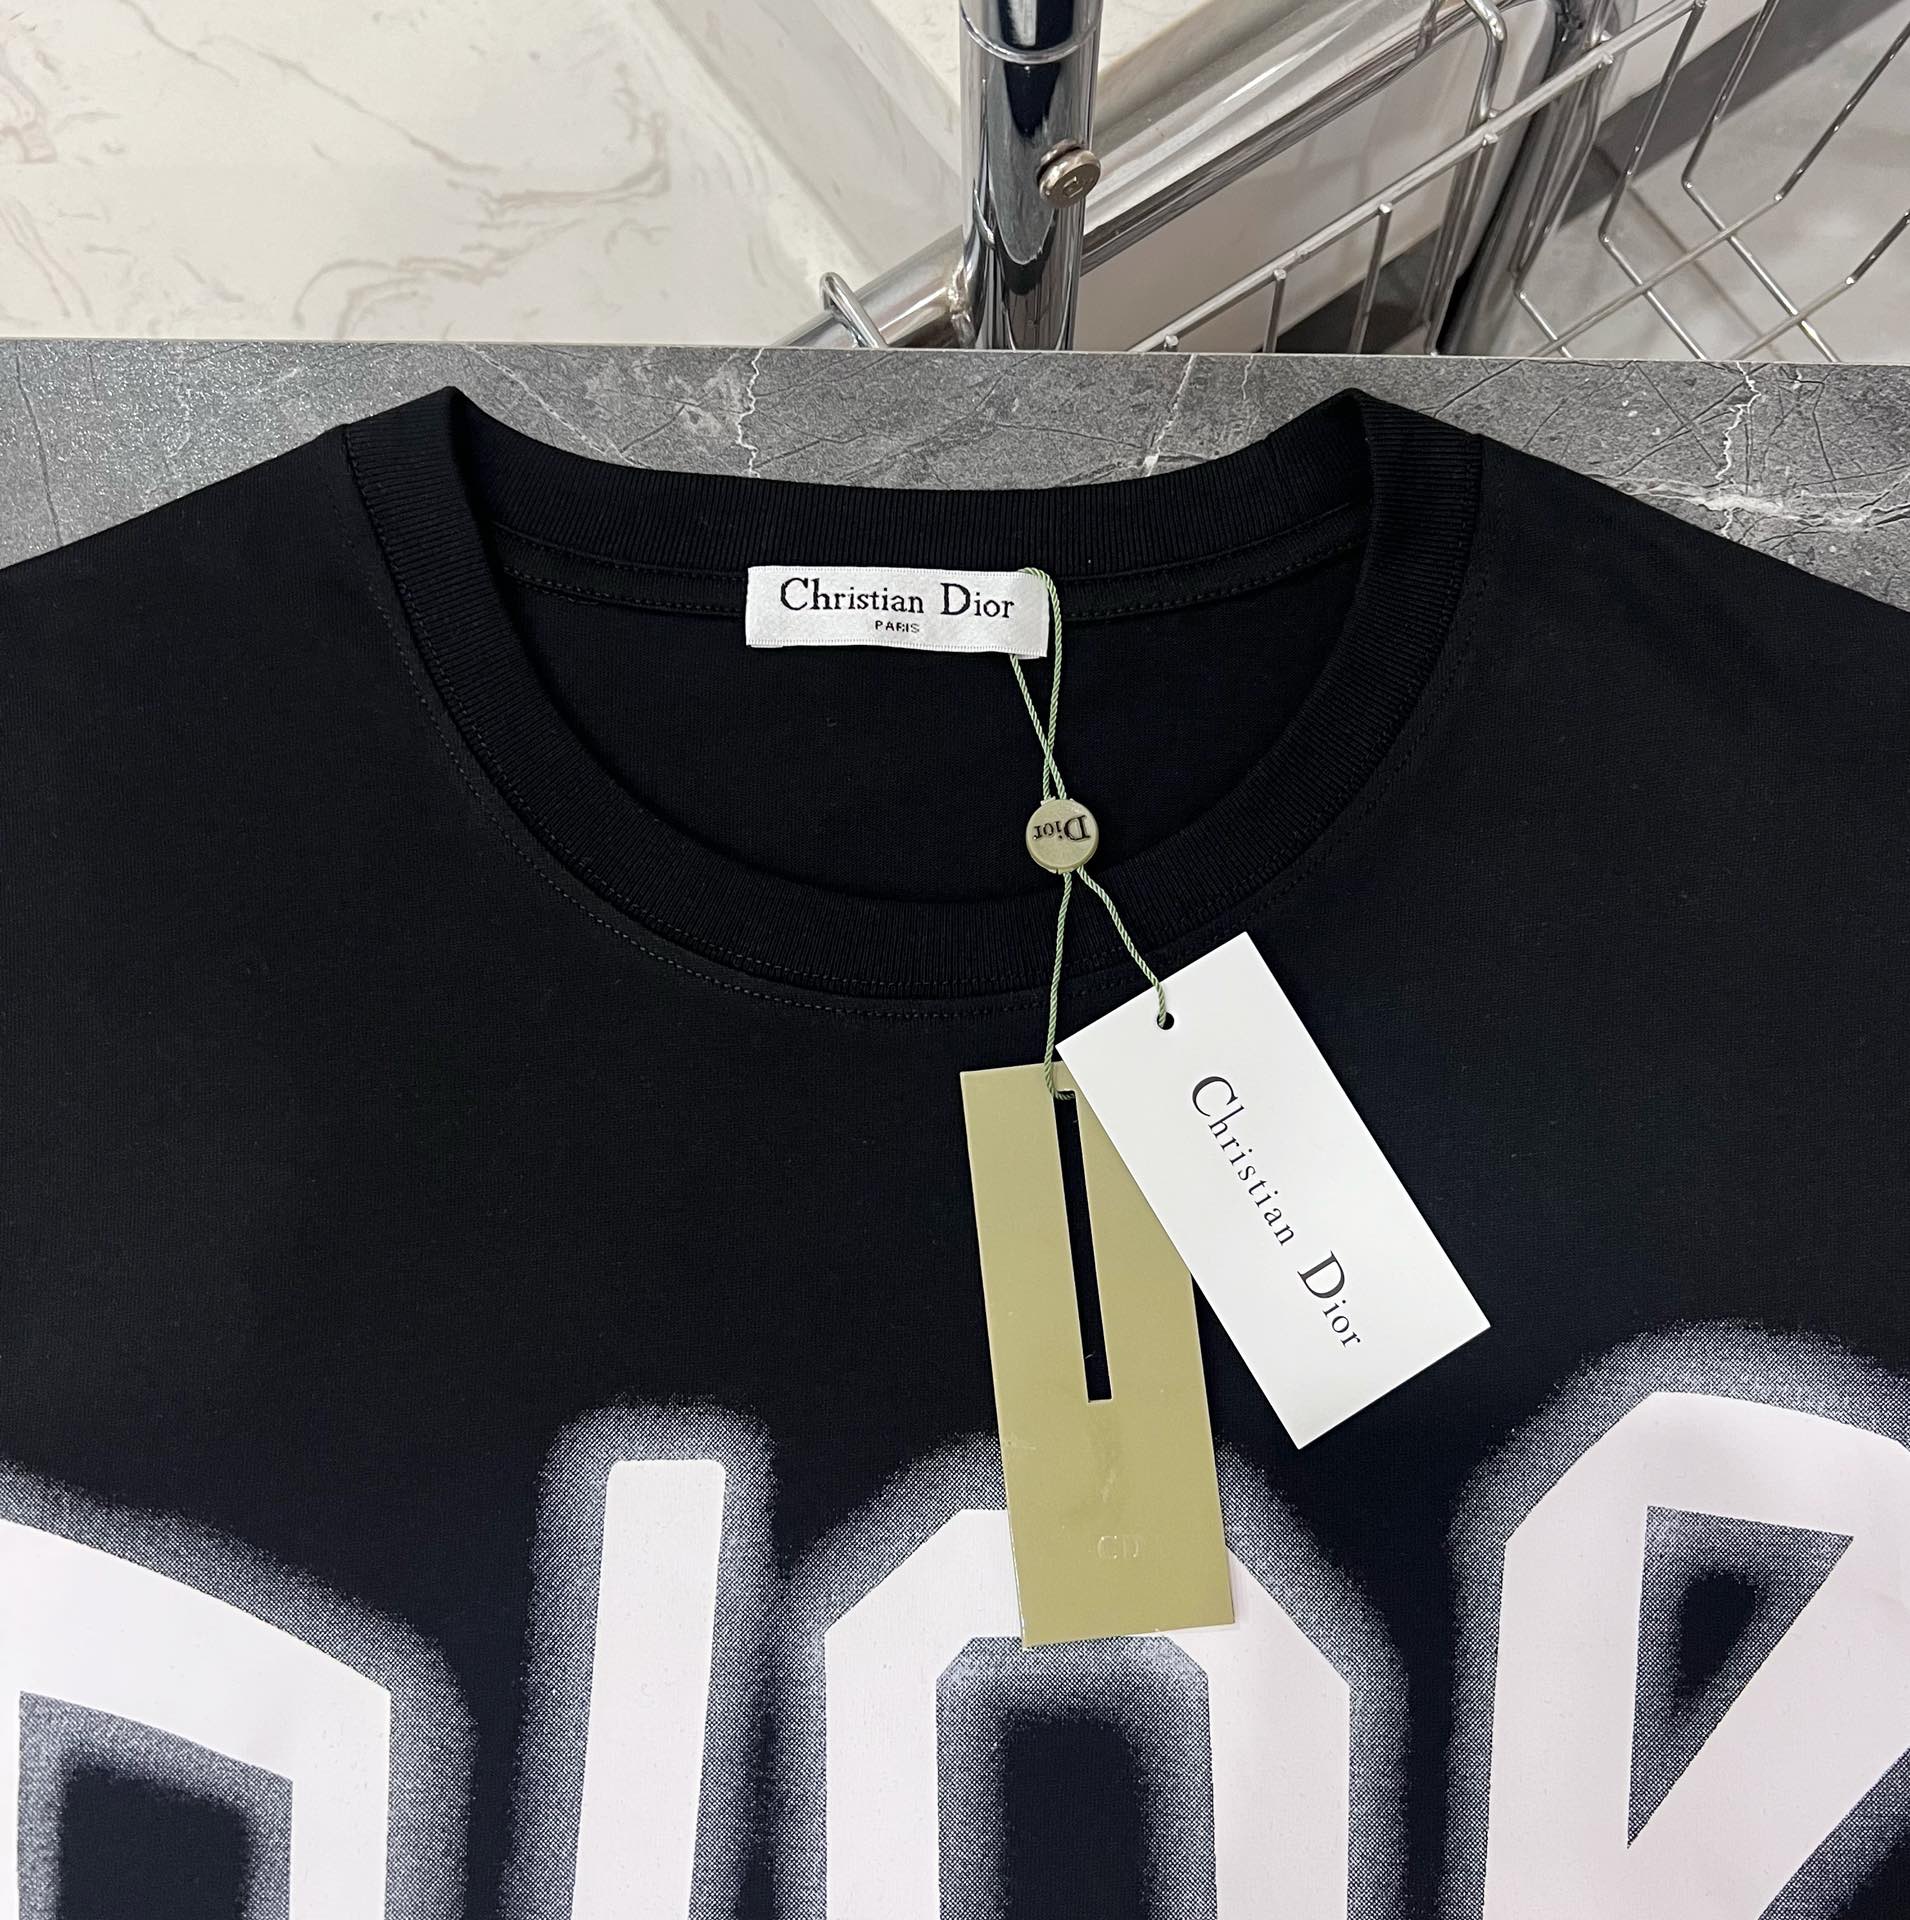 Christian Dior
PARIS
Dior
Christian Dior
CD
DIOR